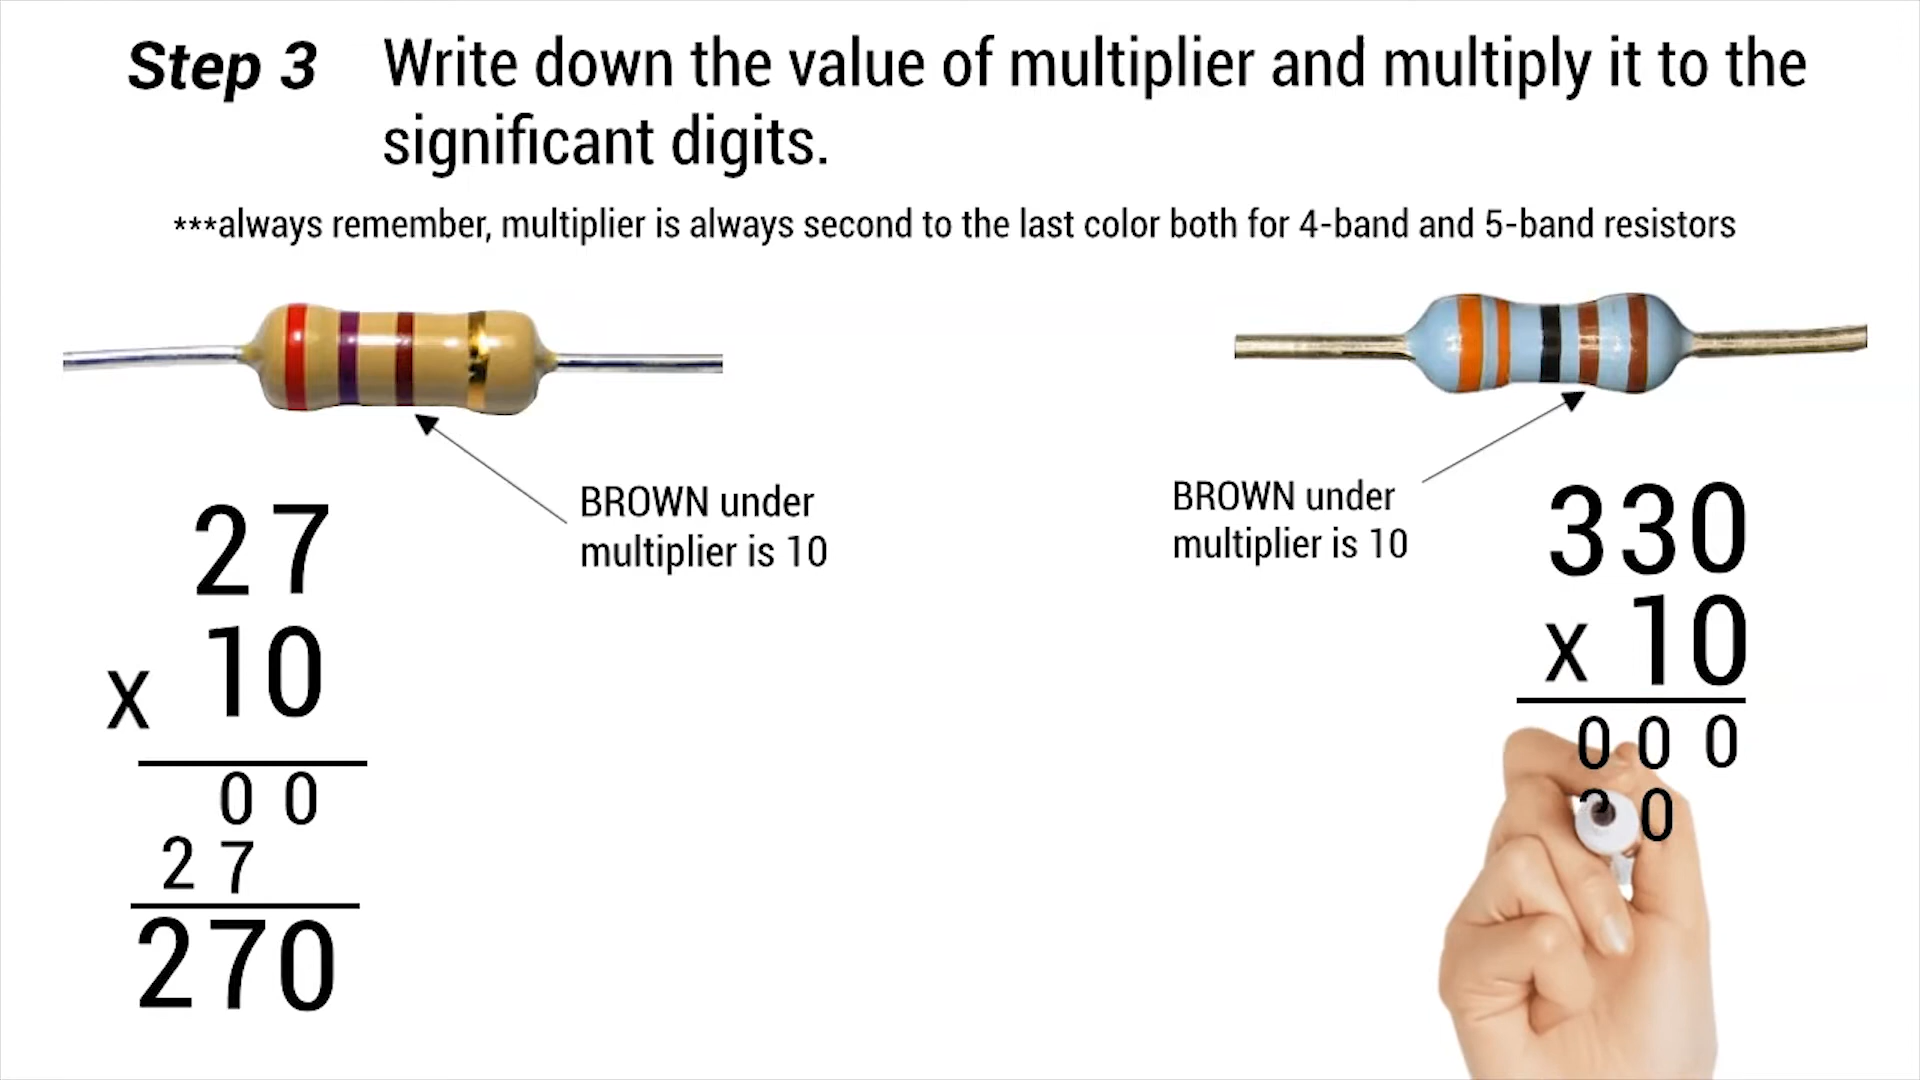 Step 3 Write down the value of multiplier and multiply it to the
significant digits.
***always remember, multiplier is always second to the last color both for 4-band and 5-band resistors
BROWN under
multiplier is 10
27
x 10
0 0
2 7
270
BROWN under
multiplier is 10
330
x 10
0 0 0
0